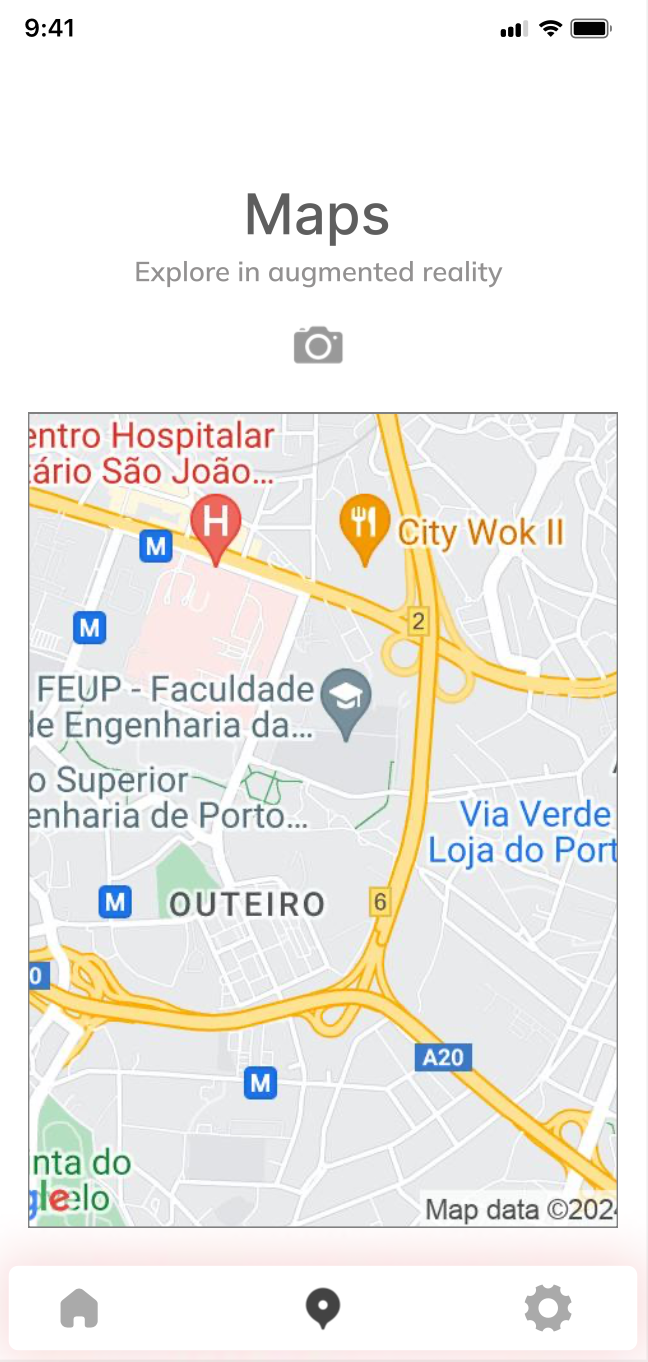 9:41
Maps
Explore in augmented reality
entro Hospitalar
tário São João...
H
M
City Wok II
2
M
FEUP - Faculdade
de Engenharia da...
o Superior
enharia de Porto...
Via Verde
Loja do Port
M
OUTEIRO
6
0
A20
M
nta do
elo
gle
Map data ©2024